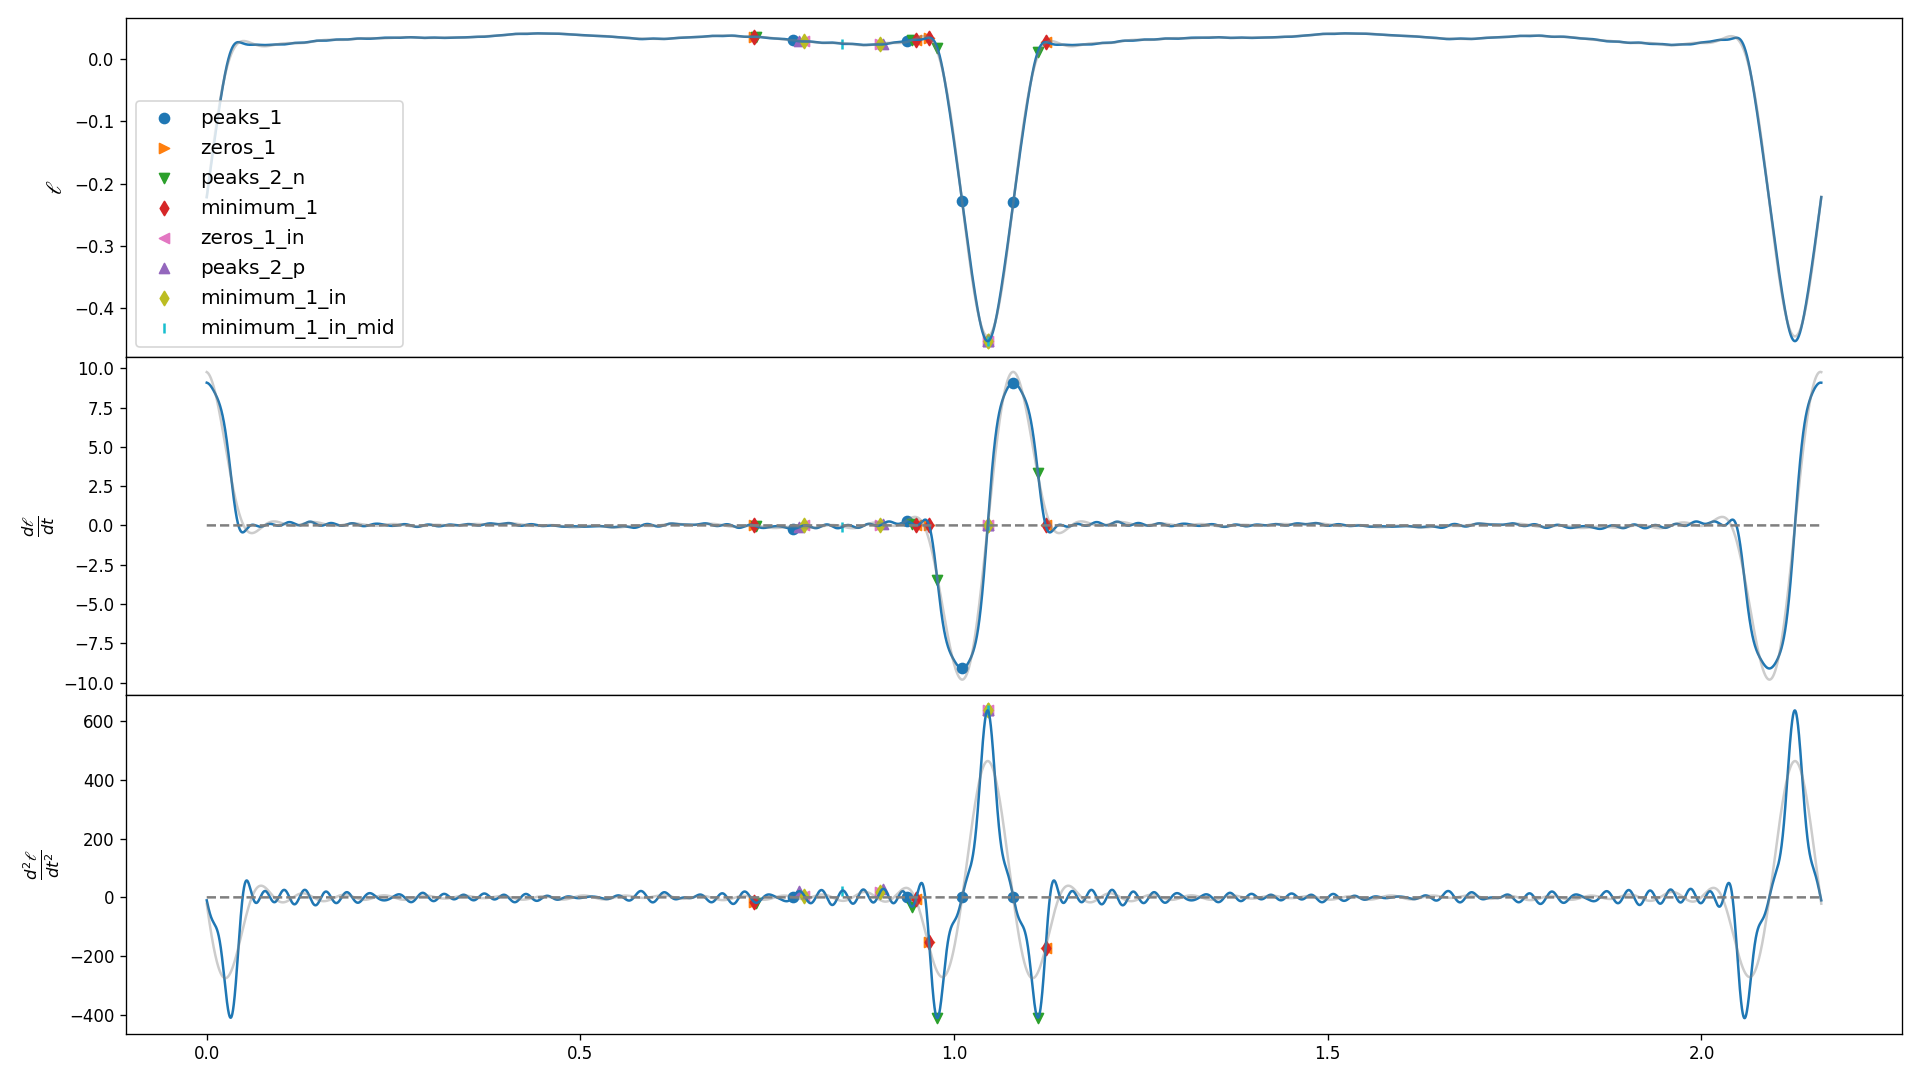 0.0
−0.1
−0.2
−0.3
−0.4
ℓ
peaks_1
zeros_1
peaks_2_n
minimum_1
zeros_1_in
peaks_2_p
minimum_1_in
minimum_1_in_mid
10.0
7.5
5.0
2.5
0.0
−2.5
−5.0
−7.5
−10.0
dℓ
dt
600
400
200
0
−200
−400
d²ℓ
dt²
0.0 0.5 1.0 1.5 2.0